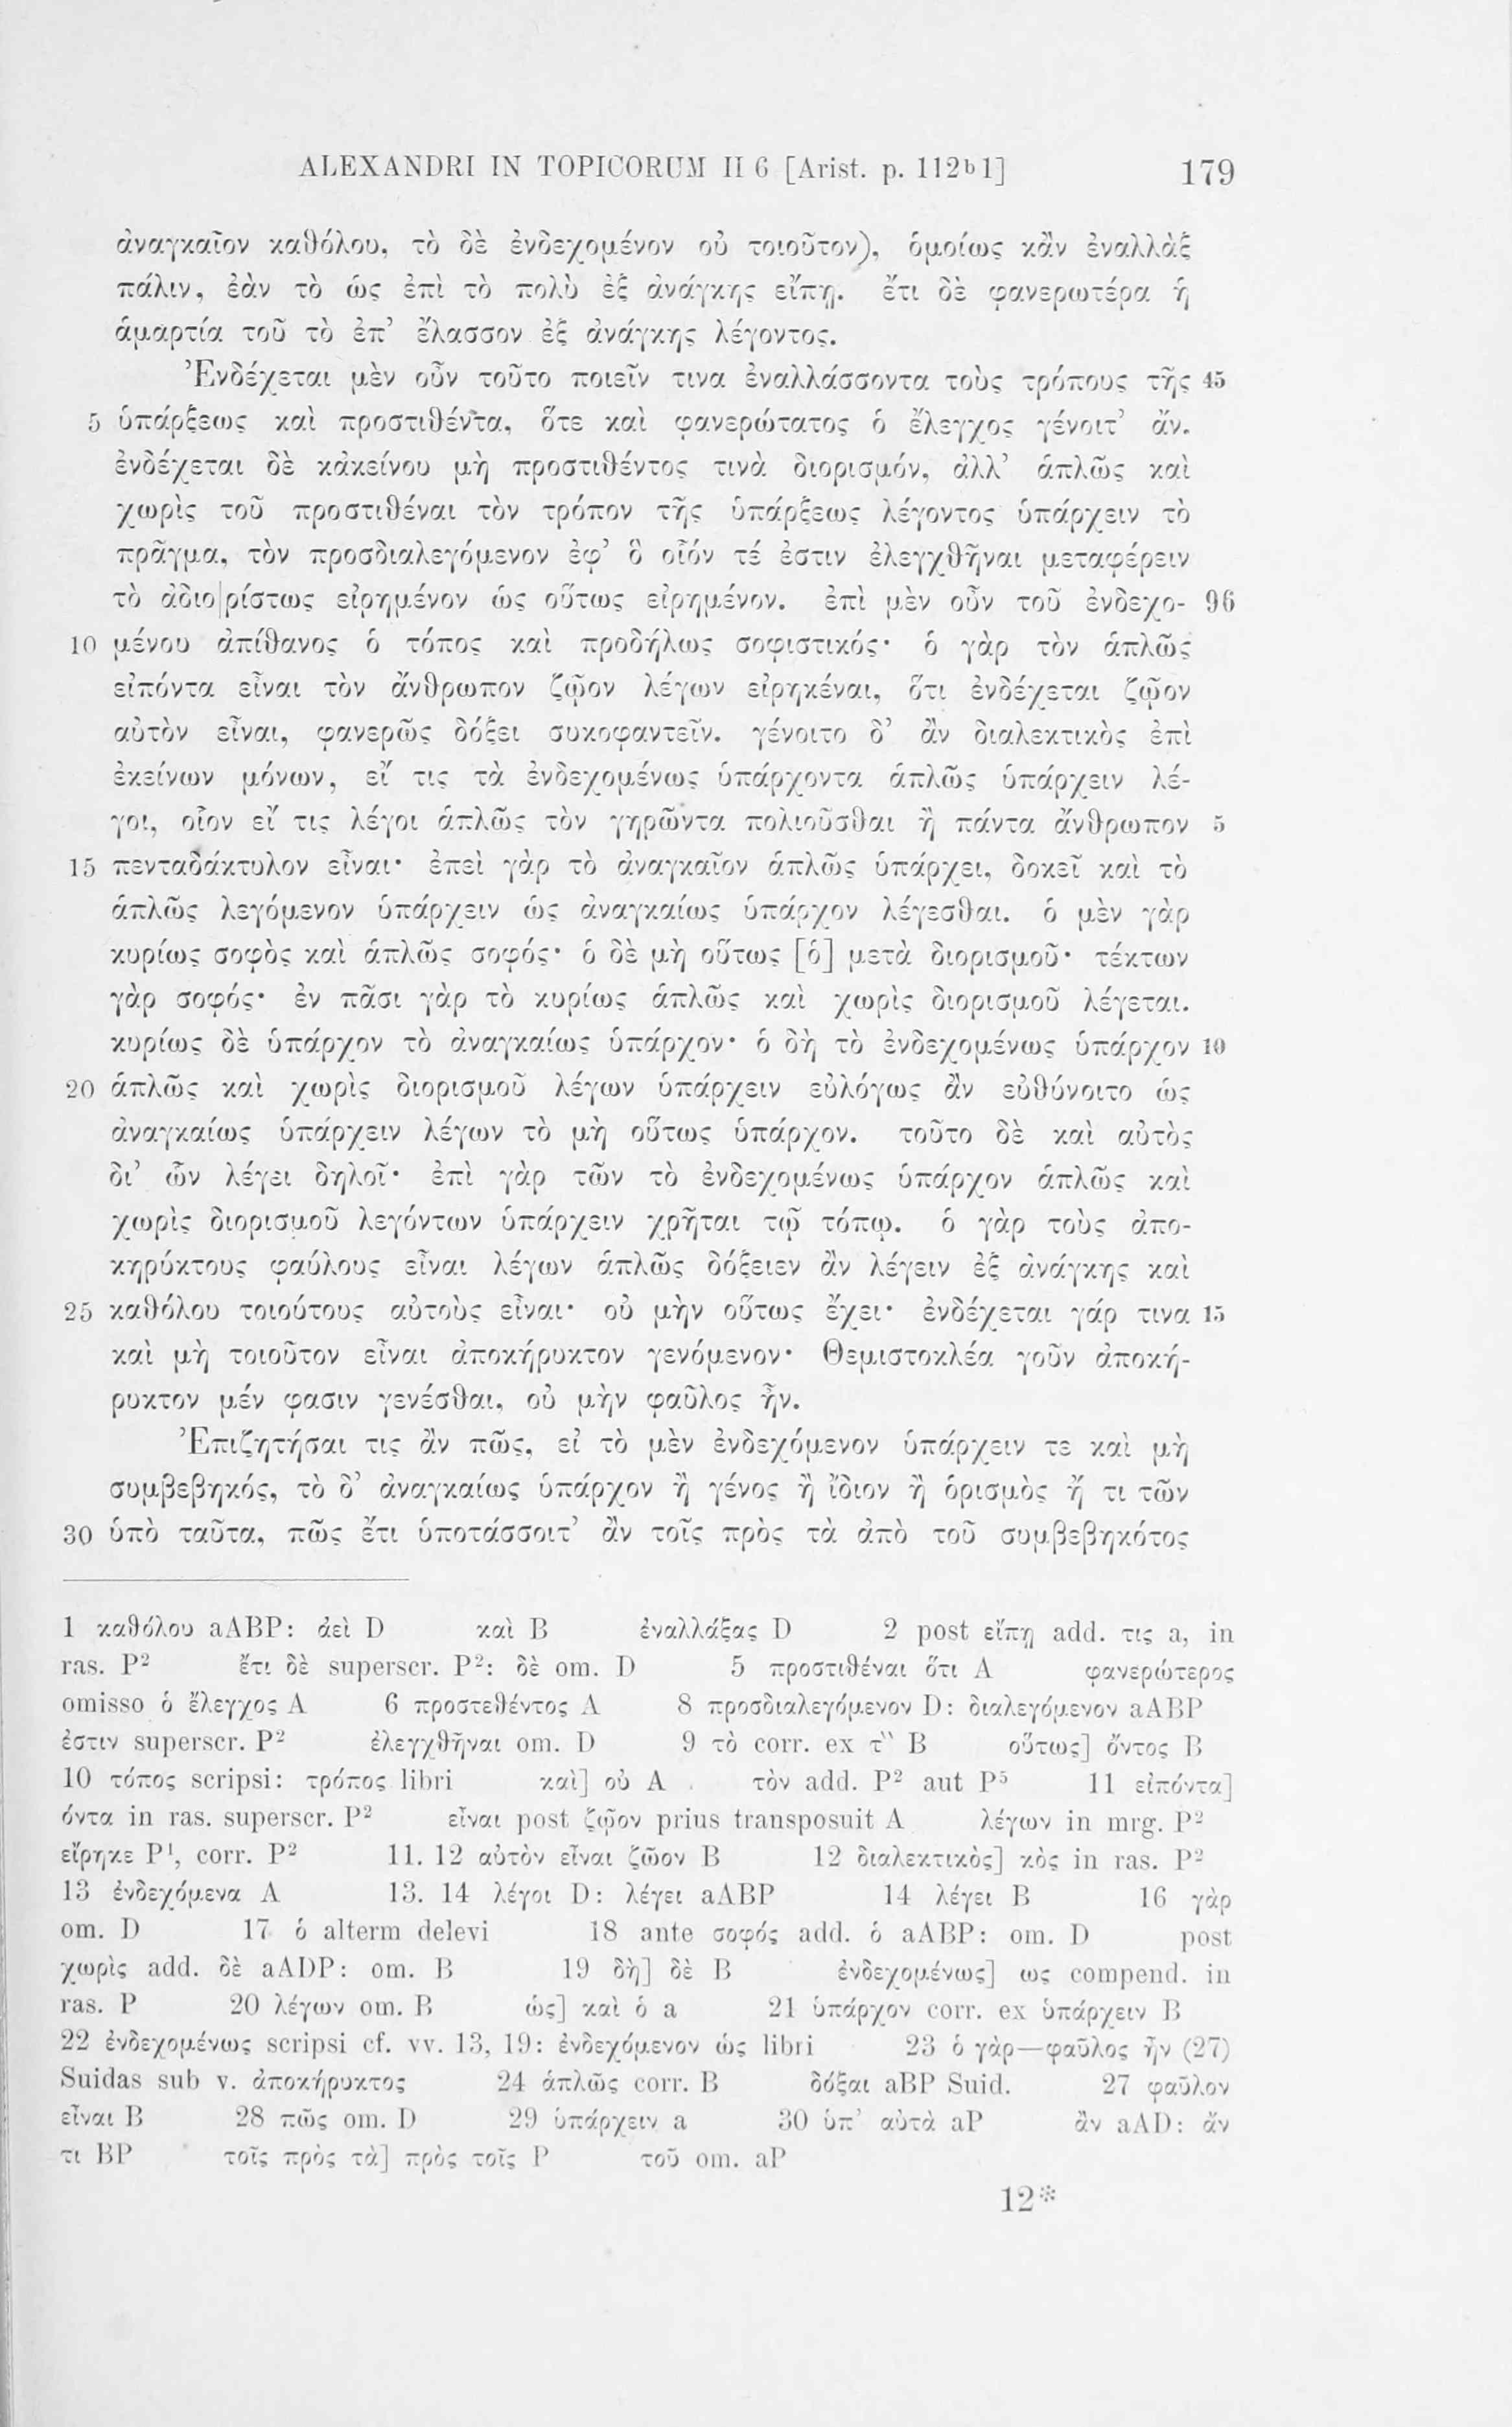 ALEXANDRI IN TOPICORUM II 6 [Arist. p. 112b1] 179
ἀναγκαῖον καθόλου, τὸ δὲ ἐνδεχομένον οὐ τοιοῦτον), ὁμοίως κἂν ἐναλλὰξ
πάλιν, ἐὰν τὸ ὡς ἐπὶ τὸ πολὺ ἐξ ἀνάγκης εἴπῃ. ἔτι δὲ φανερωτέρα ἡ
ἁμαρτία τοῦ τὸ ἐπ’ ἔλασσον ἐξ ἀνάγκης λέγοντος.
Ἐνδέχεται μὲν οὖν τοῦτο ποιεῖν τινα ἐναλλάσσοντα τοὺς τρόπους τῆς 45
5 ὑπάρξεως καὶ προστιθέντα, ὅτε καὶ φανερώτατος ὁ ἔλεγχος γένοιτ’ ἄν.
ἐνδέχεται δὲ κἀκείνου μὴ προστιθέντος τινὰ διορισμόν, ἀλλ’ ἁπλῶς καὶ
χωρὶς τοῦ προστιθέναι τὸν τρόπον τῆς ὑπάρξεως λέγοντος ὑπάρχειν τὸ
πρᾶγμα, τὸν προσδιαλεγόμενον ἐφ’ ὃ οἷόν τέ ἐστιν ἐλεγχθῆναι μεταφέρειν
τὸ ἀδιο|ρίστως εἰρημένον ὡς οὕτως εἰρημένον. ἐπὶ μὲν οὖν τοῦ ἐνδεχο- 96
10 μένου ἀπίθανος ὁ τόπος καὶ προδήλως σοφιστικός· ὁ γὰρ τὸν ἁπλῶς
εἰπόντα εἶναι τὸν ἄνθρωπον ζῷον λέγων εἰρηκέναι, ὅτι ἐνδέχεται ζῷον
αὐτὸν εἶναι, φανερῶς δόξει συκοφαντεῖν. γένοιτο δ’ ἂν διαλεκτικὸς ἐπὶ
ἐκείνων μόνων, εἴ τις τὰ ἐνδεχομένως ὑπάρχοντα ἁπλῶς ὑπάρχειν λέ-
γοι, οἷον εἴ τις λέγοι ἁπλῶς τὸν γηρῶντα πολιοῦσθαι ἢ πάντα ἄνθρωπον 5
15 πενταδάκτυλον εἶναι· ἐπεὶ γὰρ τὸ ἀναγκαῖον ἁπλῶς ὑπάρχει, δοκεῖ καὶ τὸ
ἁπλῶς λεγόμενον ὑπάρχειν ὡς ἀναγκαίως ὑπάρχον λέγεσθαι. ὁ μὲν γὰρ
κυρίως σοφὸς καὶ ἁπλῶς σοφός· ὁ δὲ μὴ οὕτως [ὁ] μετὰ διορισμοῦ· τέκτων
γὰρ σοφός· ἐν πᾶσι γὰρ τὸ κυρίως ἁπλῶς καὶ χωρὶς διορισμοῦ λέγεται.
κυρίως δὲ ὑπάρχον τὸ ἀναγκαίως ὑπάρχον· ὁ δὴ τὸ ἐνδεχομένως ὑπάρχον 10
20 ἁπλῶς καὶ χωρὶς διορισμοῦ λέγων ὑπάρχειν εὐλόγως ἂν εὐθύνοιτο ὡς
ἀναγκαίως ὑπάρχειν λέγων τὸ μὴ οὕτως ὑπάρχον. τοῦτο δὲ καὶ αὐτὸς
δι’ ὧν λέγει δηλοῖ· ἐπὶ γὰρ τῶν τὸ ἐνδεχομένως ὑπάρχον ἁπλῶς καὶ
χωρὶς διορισμοῦ λεγόντων ὑπάρχειν χρῆται τῷ τόπῳ. ὁ γὰρ τοὺς ἀπο-
κηρύκτους φαύλους εἶναι λέγων ἁπλῶς δόξειεν ἂν λέγειν ἐξ ἀνάγκης καὶ
25 καθόλου τοιούτους αὐτοὺς εἶναι· οὐ μὴν οὕτως ἔχει· ἐνδέχεται γάρ τινα 15
καὶ μὴ τοιοῦτον εἶναι ἀποκήρυκτον γενόμενον· Θεμιστοκλέα γοῦν ἀποκή-
ρυκτον μέν φασιν γενέσθαι, οὐ μὴν φαῦλος ἦν.
Ἐπιζητήσαι τις ἂν πῶς, εἰ τὸ μὲν ἐνδεχόμενον ὑπάρχειν τε καὶ μὴ
συμβεβηκός, τὸ δ’ ἀναγκαίως ὑπάρχον ἢ γένος ἢ ἴδιον ἢ ὁρισμὸς ἤ τι τῶν
30 ὑπὸ ταῦτα, πῶς ἔτι ὑποτάσσοιτ’ ἂν τοῖς πρὸς τὰ ἀπὸ τοῦ συμβεβηκότος
1 καθόλου aABP: ἀεὶ D καὶ B ἐναλλάξας D 2 post εἴπῃ add. τις a, in
ras. P² ἔτι δὲ superscr. P²: δὲ om. D 5 προστιθέναι ὅτι A φανερώτερος
omisso ὁ ἔλεγχος A 6 προστεθέντος A 8 προσδιαλεγόμενον D: διαλεγόμενον aABP
ἐστιν superscr. P² ἐλεγχθῆναι om. D 9 τὸ corr. ex τ" B οὕτως] ὄντος B
10 τόπος scripsi: τρόπος libri καὶ] οὐ A τὸν add. P² aut P⁵ 11 εἰπόντα]
όντα in ras. superscr. P² εἶναι post ζῷον prius transposuit A λέγων in mrg. P²
εἴρηκε P¹, corr. P² 11. 12 αὐτὸν εἶναι ζῶον B 12 διαλεκτικὸς] κὸς in ras. P²
13 ἐνδεχόμενα A 13. 14 λέγοι D: λέγει aABP 14 λέγει B 16 γὰρ
om. D 17 ὁ alterm delevi 18 ante σοφός add. ὁ aABP: om. D post
χωρὶς add. δὲ aADP: om. B 19 δὴ] δὲ B ἐνδεχομένως] ως compend. in
ras. P 20 λέγων om. B ὡς] καὶ ὁ a 21 ὑπάρχον corr. ex ὑπάρχειν B
22 ἐνδεχομένως scripsi cf. vv. 13, 19: ἐνδεχόμενον ὡς libri 23 ὁ γὰρ—φαῦλος ἦν (27)
Suidas sub v. ἀποκήρυκτος 24 ἁπλῶς corr. B δόξαι aBP Suid. 27 φαῦλον
εἶναι B 28 πῶς om. D 29 ὑπάρχειν a 30 ὑπ’ αὐτὰ aP ἂν aAD: ἄν
τι BP τοῖς πρὸς τὰ] πρὸς τοῖς P τοῦ om. aP
12*